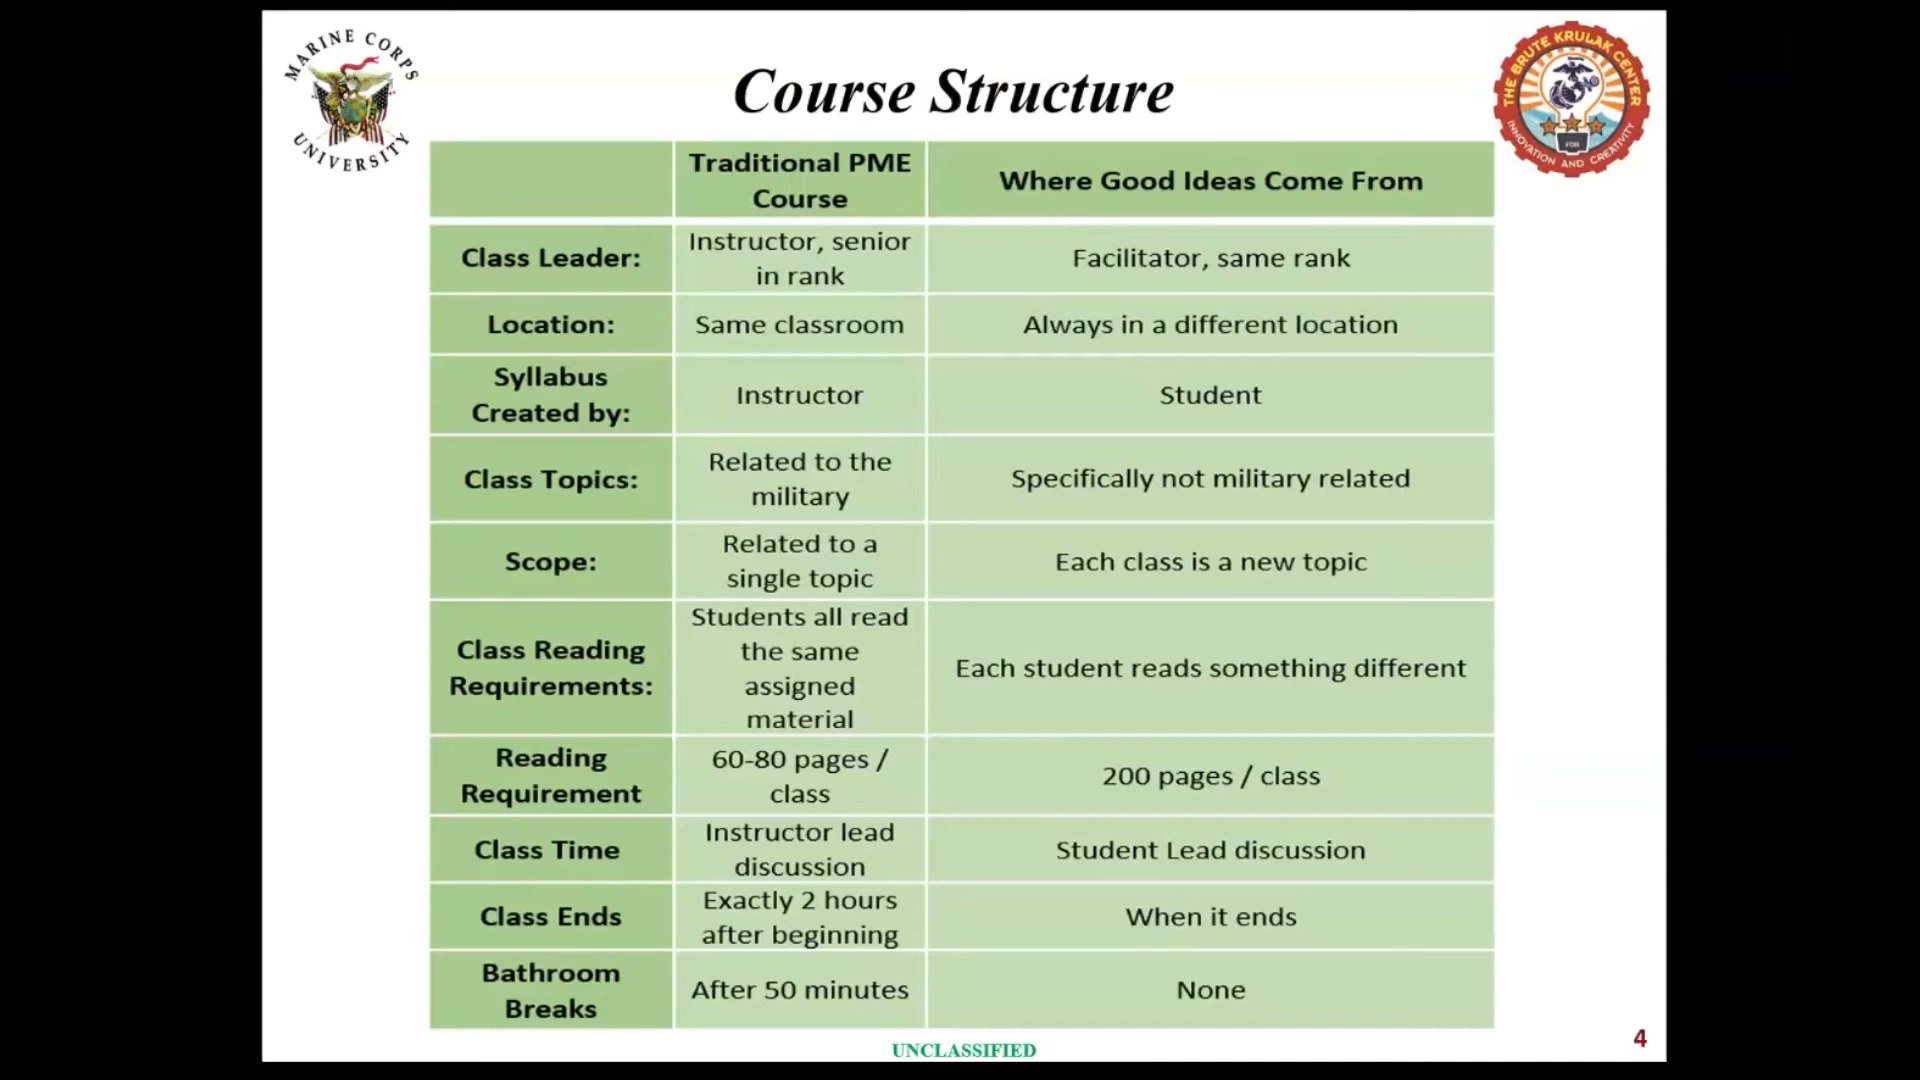 MARINE CORPS
UNIVERSITY
Course Structure
THE BRUTE KRULAK CENTER
FOR
INNOVATION AND CREATIVITY
Traditional PME
Course
Where Good Ideas Come From
Class Leader:
Instructor, senior
in rank
Facilitator, same rank
Location:
Same classroom
Always in a different location
Syllabus
Created by:
Instructor
Student
Class Topics:
Related to the
military
Specifically not military related
Scope:
Related to a
single topic
Each class is a new topic
Class Reading
Requirements:
Students all read
the same
assigned
material
Each student reads something different
Reading
Requirement
60-80 pages /
class
200 pages / class
Class Time
Instructor lead
discussion
Student Lead discussion
Class Ends
Exactly 2 hours
after beginning
When it ends
Bathroom
Breaks
After 50 minutes
None
UNCLASSIFIED
4